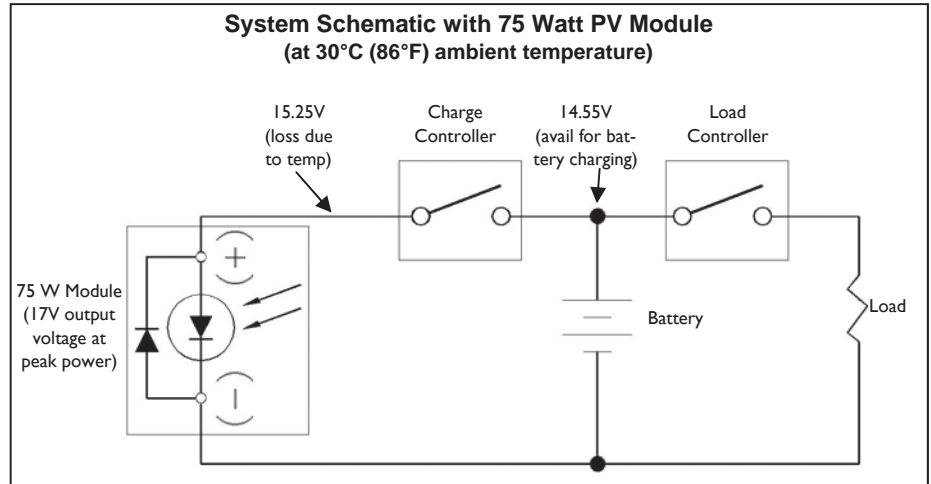 System Schematic with 75 Watt PV Module
(at 30°C (86°F) ambient temperature)
15.25V
(loss due
to temp)
Charge
Controller
14.55V
(avail for bat-
tery charging)
Load
Controller
75 W Module
(17V output
voltage at
peak power)
+
−
Battery
Load